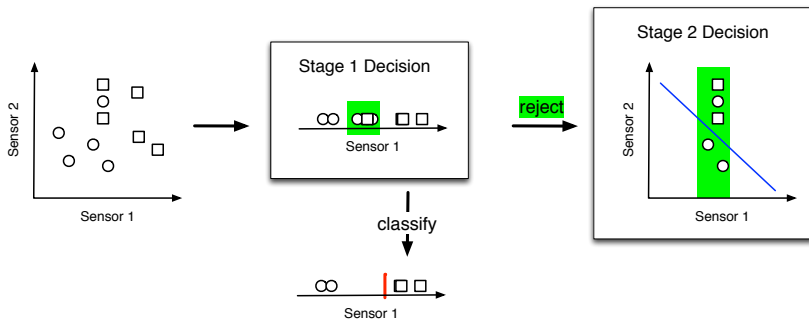 Sensor 2
Sensor 1
Stage 1 Decision
Sensor 1
classify
Sensor 1
reject
Stage 2 Decision
Sensor 2
Sensor 1